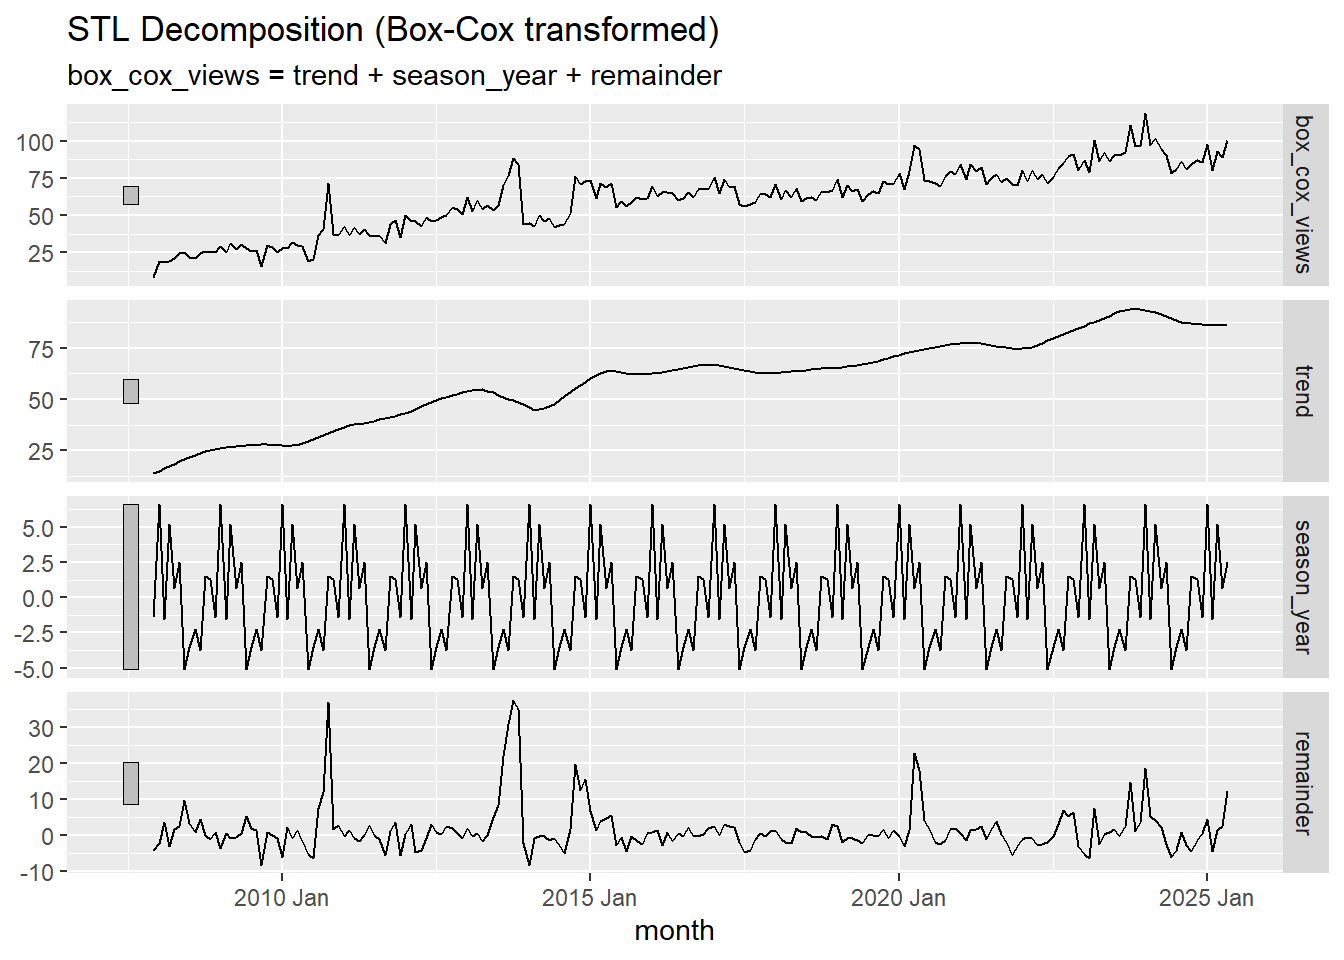 STL Decomposition (Box-Cox transformed)
box_cox_views = trend + season_year + remainder
100
75
50
25
box_cox_views
75
50
25
trend
5.0
2.5
0.0
-2.5
-5.0
season_year
30
20
10
0
-10
remainder
2010 Jan
2015 Jan
2020 Jan
2025 Jan
month